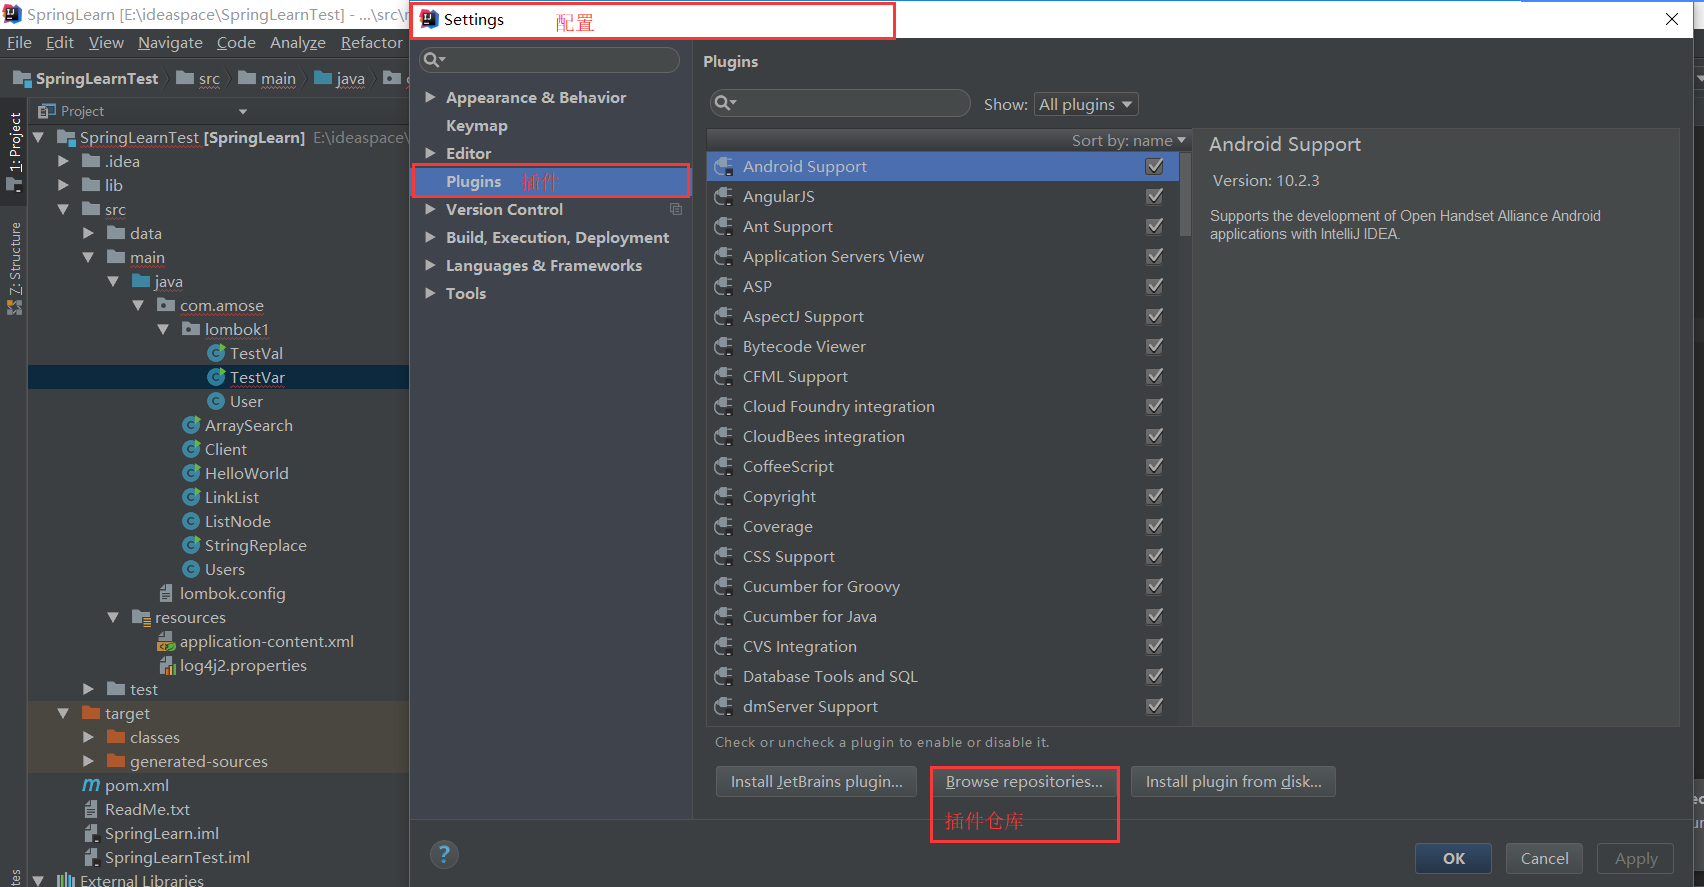 SpringLearn [E:\ideaspace\SpringLearnTest] - ...\src\
File Edit View Navigate Code Analyze Refactor
SpringLearnTest src main java
Project
1: Project
Z: Structure
SpringLearnTest [SpringLearn] E:\ideaspace\
.idea
lib
src
data
main
java
com.amose
lombok1
TestVal
TestVar
User
ArraySearch
Client
HelloWorld
LinkList
ListNode
StringReplace
Users
lombok.config
resources
application-content.xml
log4j2.properties
test
target
classes
generated-sources
pom.xml
ReadMe.txt
SpringLearn.iml
SpringLearnTest.iml
External Libraries
Settings 配置
Appearance & Behavior
Keymap
Editor
Plugins 插件
Version Control
Build, Execution, Deployment
Languages & Frameworks
Tools
Plugins
Show: All plugins
Sort by: name
Android Support
AngularJS
Ant Support
Application Servers View
ASP
AspectJ Support
Bytecode Viewer
CFML Support
Cloud Foundry integration
CloudBees integration
CoffeeScript
Copyright
Coverage
CSS Support
Cucumber for Groovy
Cucumber for Java
CVS Integration
Database Tools and SQL
dmServer Support
Android Support
Version: 10.2.3
Supports the development of Open Handset Alliance Android
applications with IntelliJ IDEA.
Check or uncheck a plugin to enable or disable it.
Install JetBrains plugin... Browse repositories... Install plugin from disk...
插件仓库
?
OK Cancel Apply